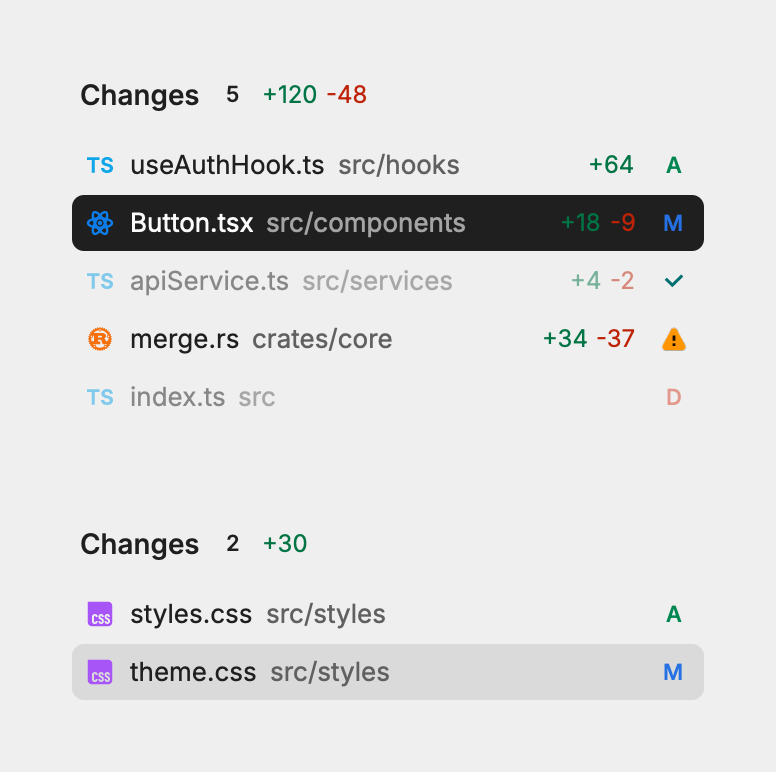 Changes 5 +120 -48
TS useAuthHook.ts src/hooks +64 A
Button.tsx src/components +18 -9 M
TS apiService.ts src/services +4 -2
R merge.rs crates/core +34 -37 !
TS index.ts src D
Changes 2 +30
CSS styles.css src/styles A
CSS theme.css src/styles M